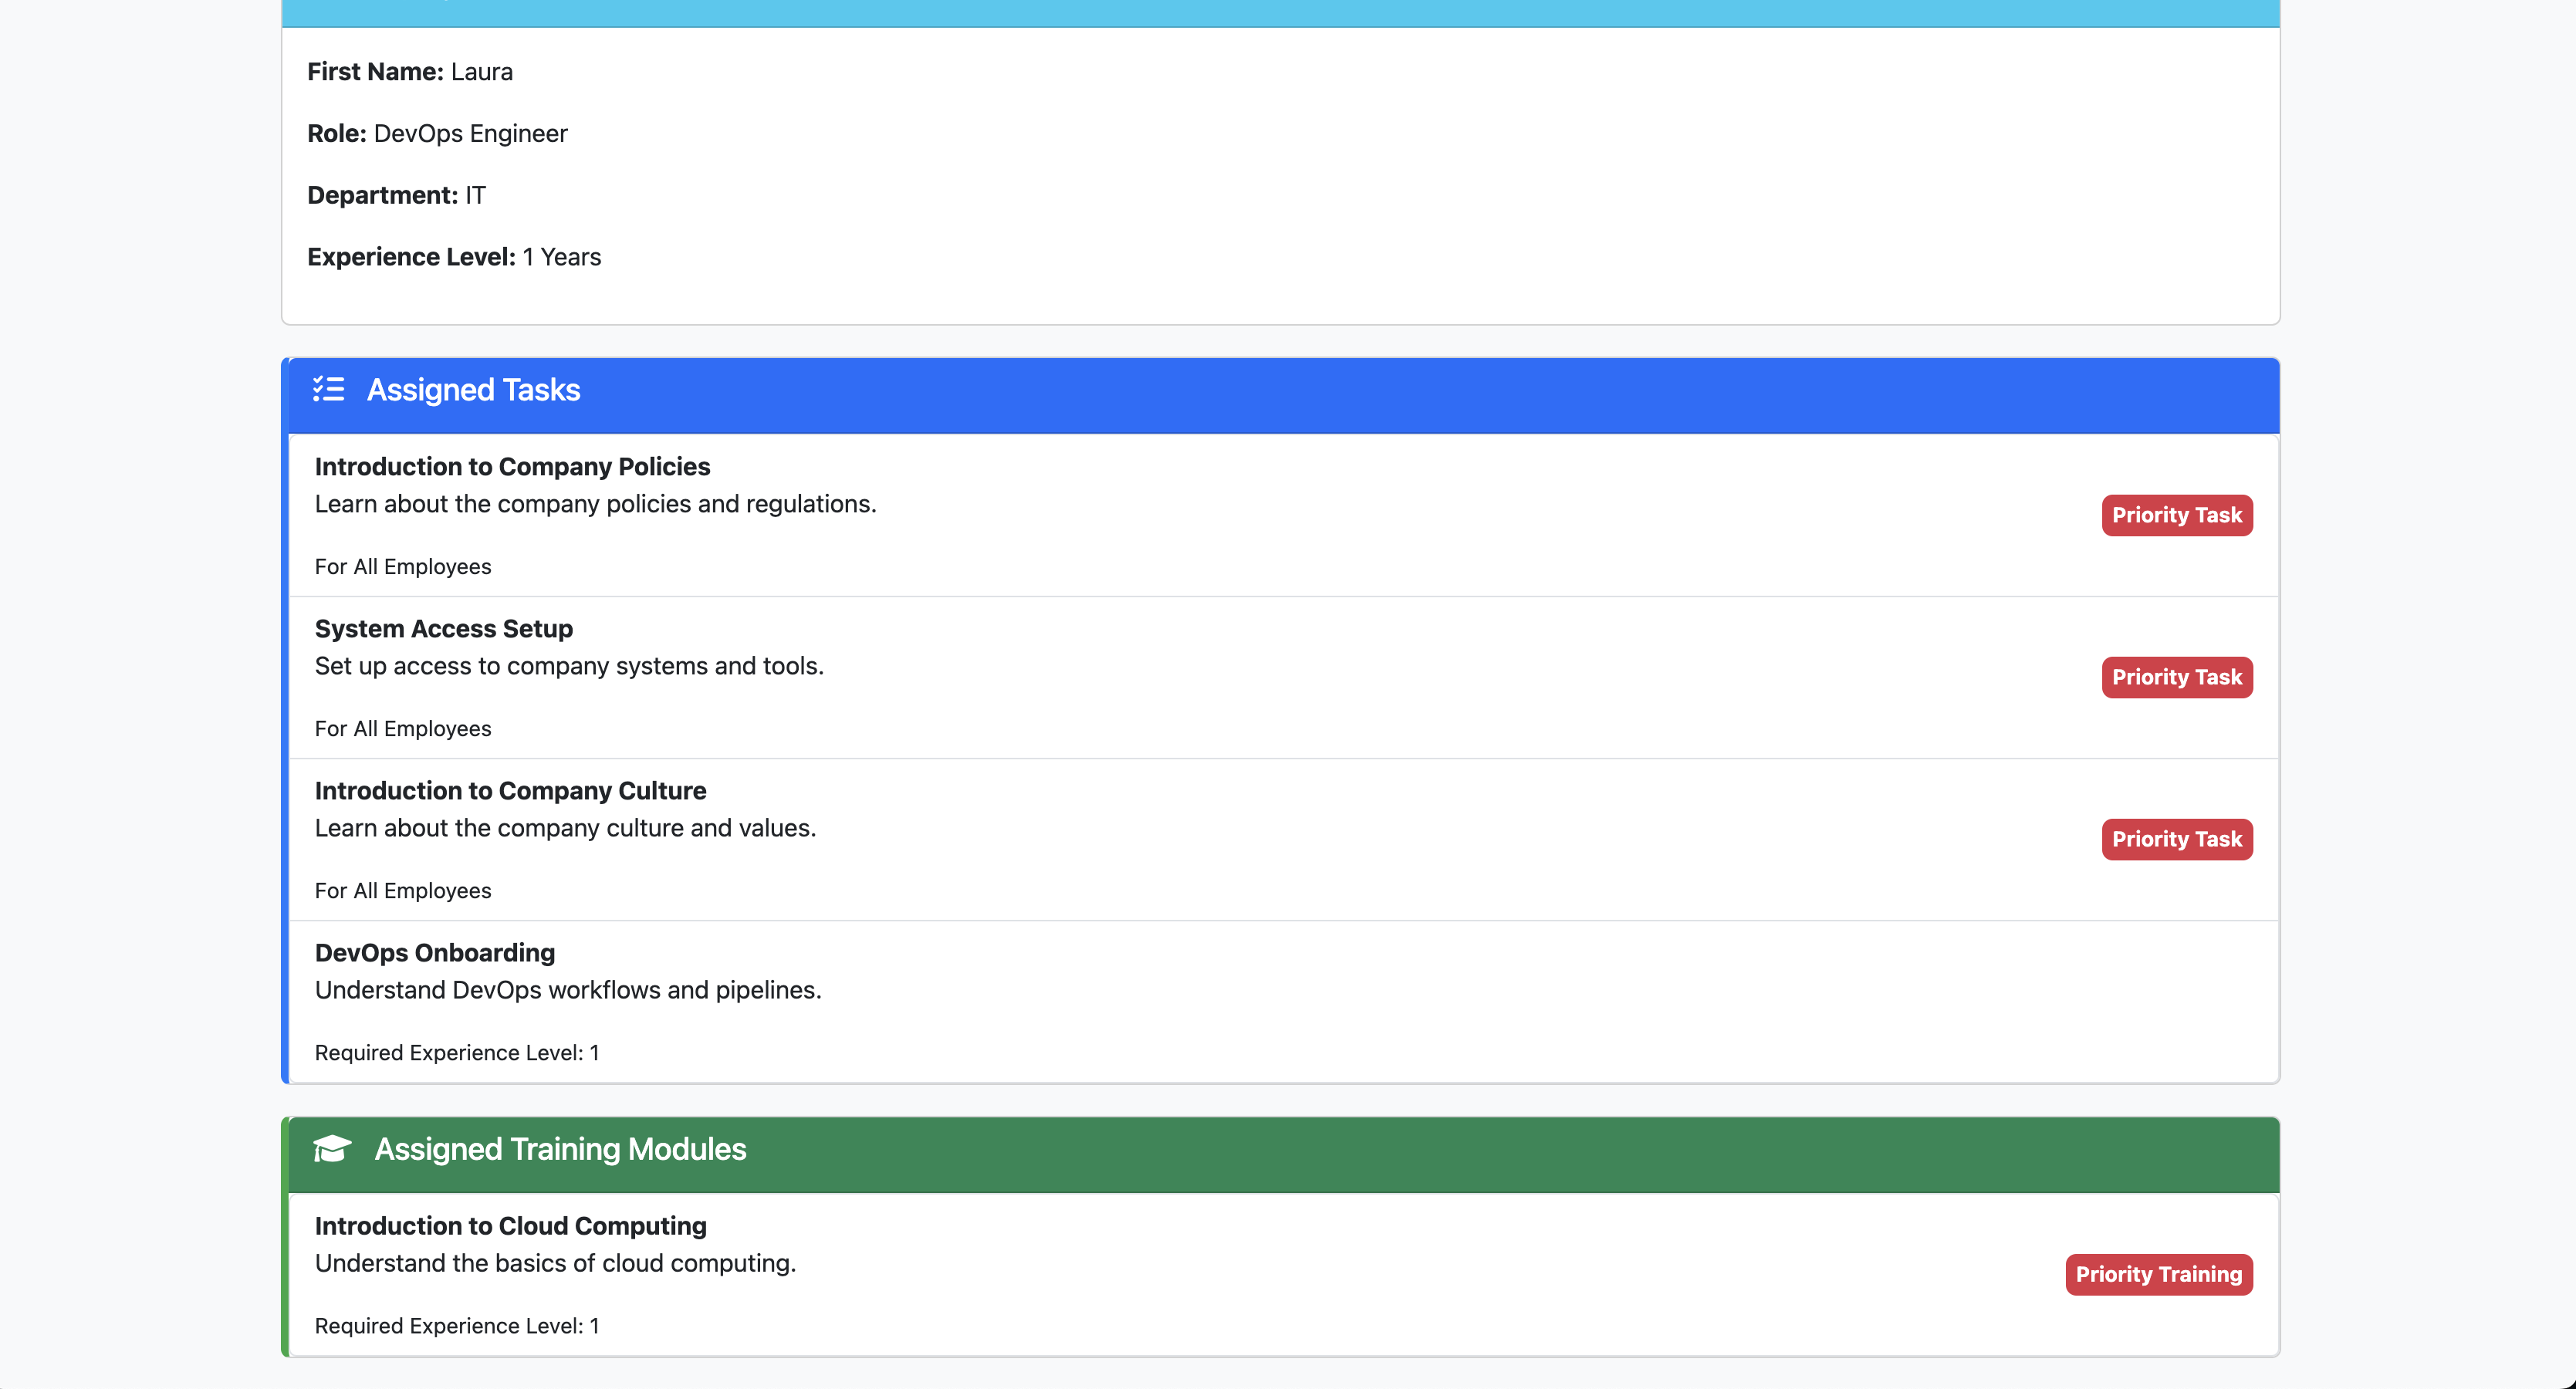 First Name: Laura
Role: DevOps Engineer
Department: IT
Experience Level: 1 Years
Assigned Tasks
Introduction to Company Policies
Learn about the company policies and regulations.
Priority Task
For All Employees
System Access Setup
Set up access to company systems and tools.
Priority Task
For All Employees
Introduction to Company Culture
Learn about the company culture and values.
Priority Task
For All Employees
DevOps Onboarding
Understand DevOps workflows and pipelines.
Required Experience Level: 1
Assigned Training Modules
Introduction to Cloud Computing
Understand the basics of cloud computing.
Priority Training
Required Experience Level: 1